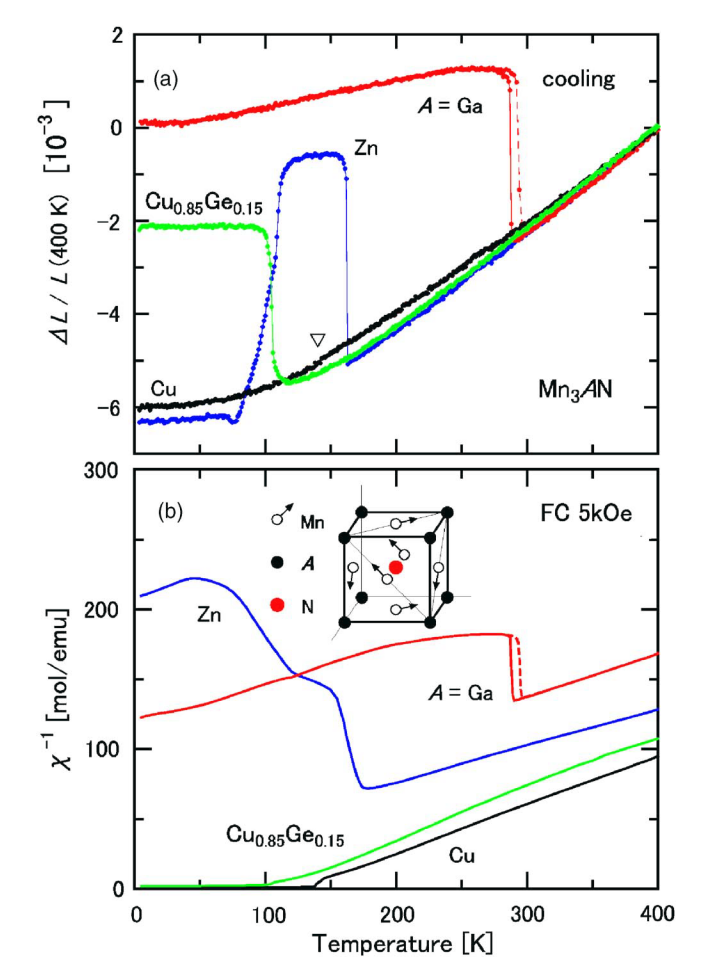 2
(a)
cooling
A = Ga
0
Zn
Cu0.85Ge0.15
−2
ΔL / L (400 K) [10−3]
−4
▽
Cu
Mn3AN
−6
300
(b)
FC 5kOe
Mn
A
N
200
Zn
A = Ga
χ−1 [mol/emu]
100
Cu0.85Ge0.15
Cu
0
0 100 200 300 400
Temperature [K]